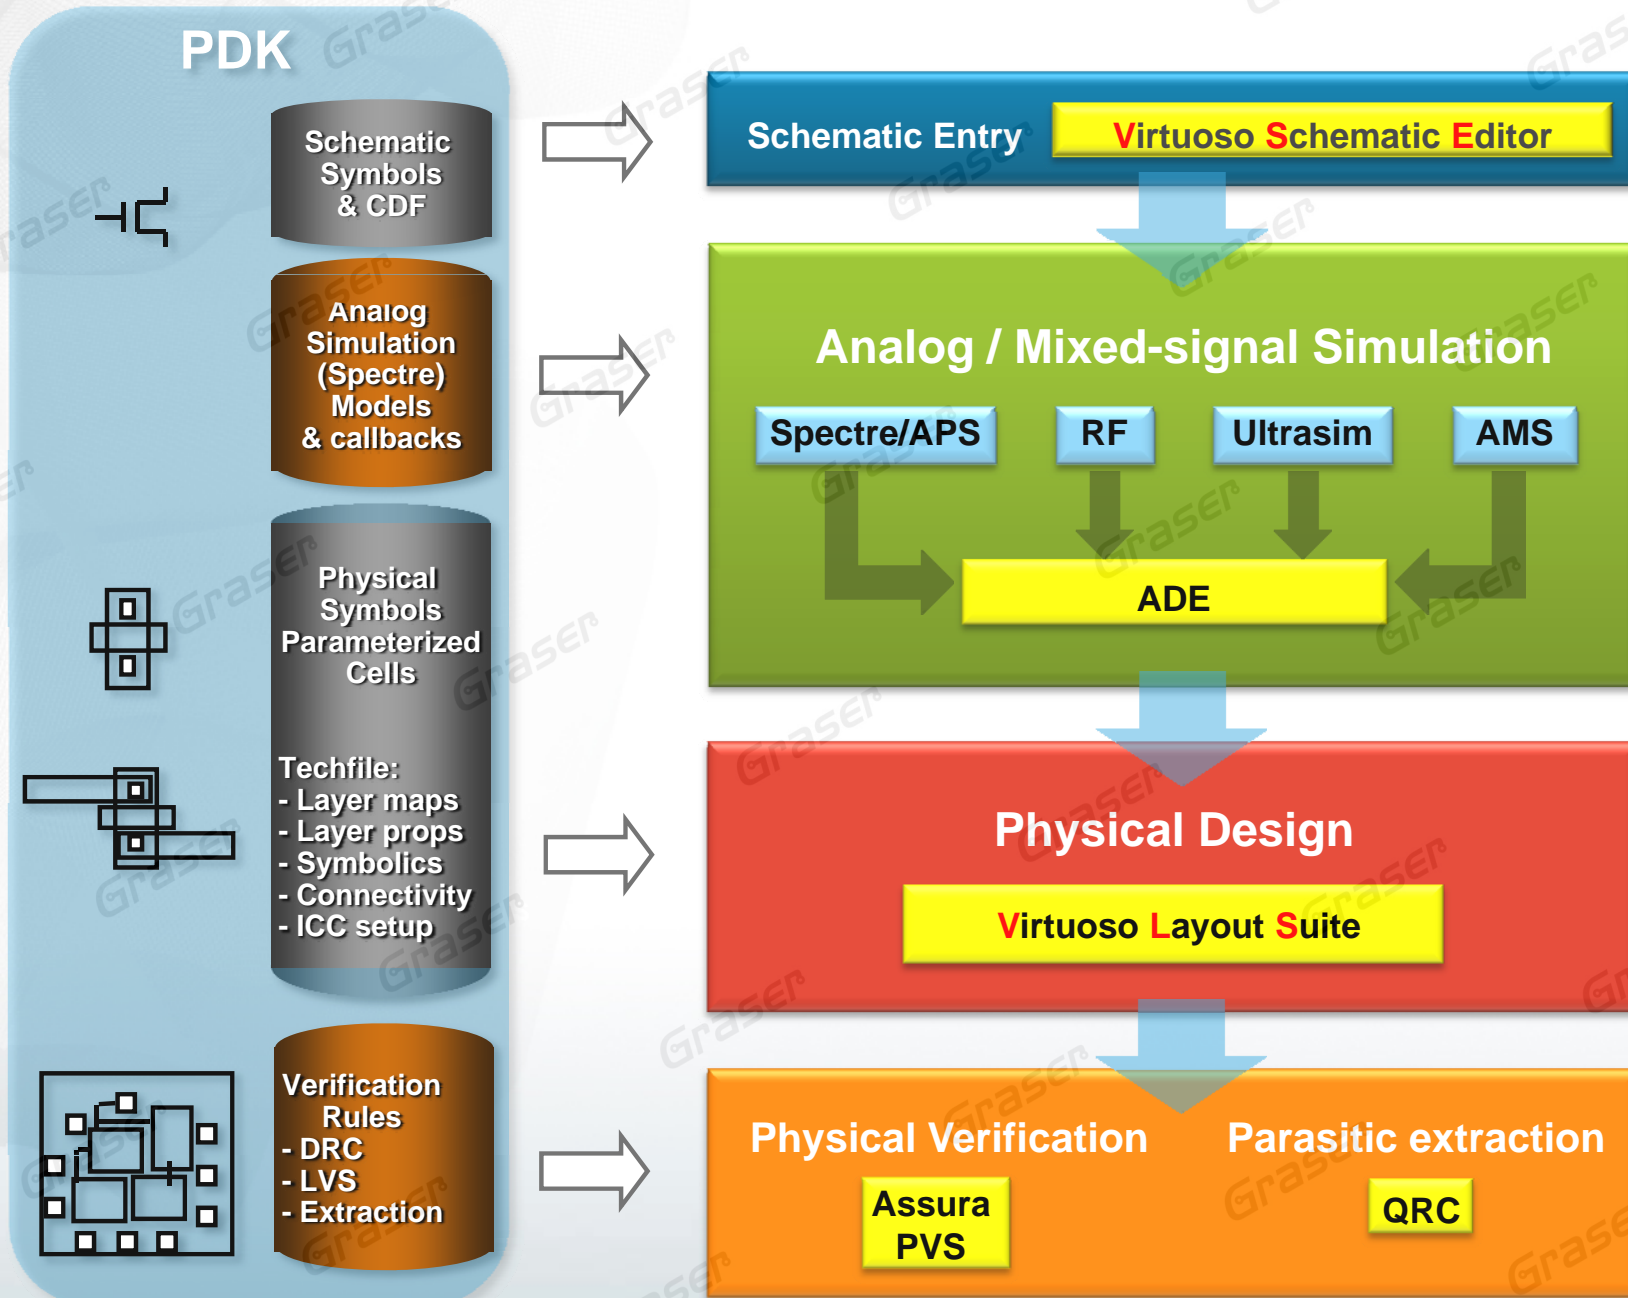 PDK
Schematic
Symbols
& CDF
Analog
Simulation
(Spectre)
Models
& callbacks
Physical
Symbols
Parameterized
Cells
Techfile:
- Layer maps
- Layer props
- Symbolics
- Connectivity
- ICC setup
Verification
Rules
- DRC
- LVS
- Extraction
Schematic Entry
Virtuoso Schematic Editor
Analog / Mixed-signal Simulation
Spectre/APS
RF
Ultrasim
AMS
ADE
Physical Design
Virtuoso Layout Suite
Physical Verification
Parasitic extraction
Assura
PVS
QRC
Graser